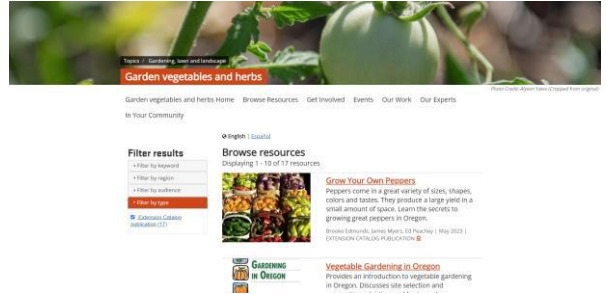 Topics / Gardening, lawn and landscape
Garden vegetables and herbs
Photo Credit: (Cropped from original)
Garden vegetables and herbs Home Browse Resources Get Involved Events Our Work Our Experts
In Your Community
English | Español
Filter results
Filter by keyword
Filter by region
Filter by audience
Filter by type
Extension Catalog
publication (17)
Browse resources
Displaying 1 - 10 of 17 resources
Grow Your Own Peppers
Peppers come in a great variety of sizes, shapes,
colors and tastes. They produce a large yield in a
small amount of space. Learn the secrets to
growing great peppers in Oregon.
Brooke Edmunds, James Myers, Ed Peachey | May 2023 |
EXTENSION CATALOG PUBLICATION
GARDENING
IN OREGON
Vegetable Gardening in Oregon
Provides an introduction to vegetable gardening
in Oregon. Discusses site selection and